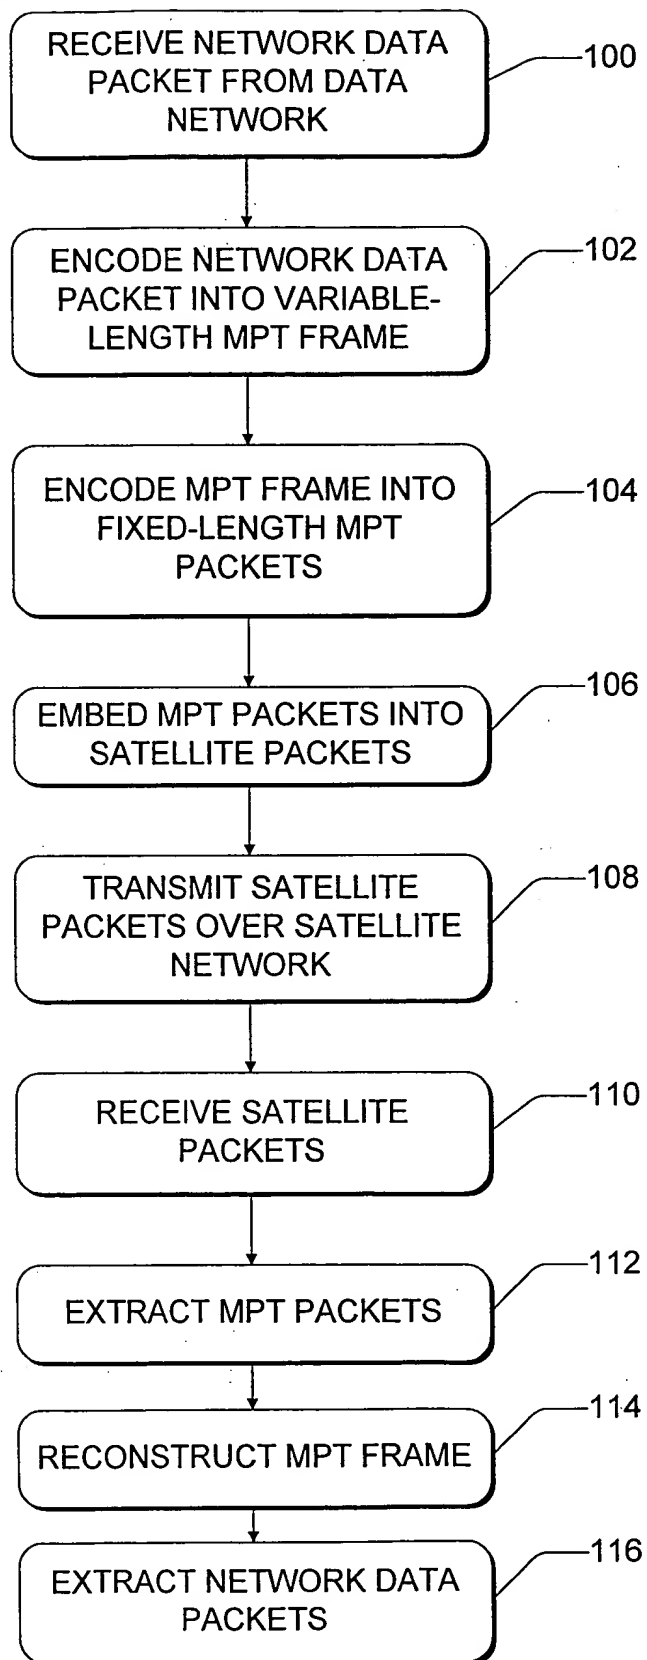 RECEIVE NETWORK DATA
PACKET FROM DATA
NETWORK
100
ENCODE NETWORK DATA
PACKET INTO VARIABLE-
LENGTH MPT FRAME
102
ENCODE MPT FRAME INTO
FIXED-LENGTH MPT
PACKETS
104
EMBED MPT PACKETS INTO
SATELLITE PACKETS
106
TRANSMIT SATELLITE
PACKETS OVER SATELLITE
NETWORK
108
RECEIVE SATELLITE
PACKETS
110
EXTRACT MPT PACKETS
112
RECONSTRUCT MPT FRAME
114
EXTRACT NETWORK DATA
PACKETS
116